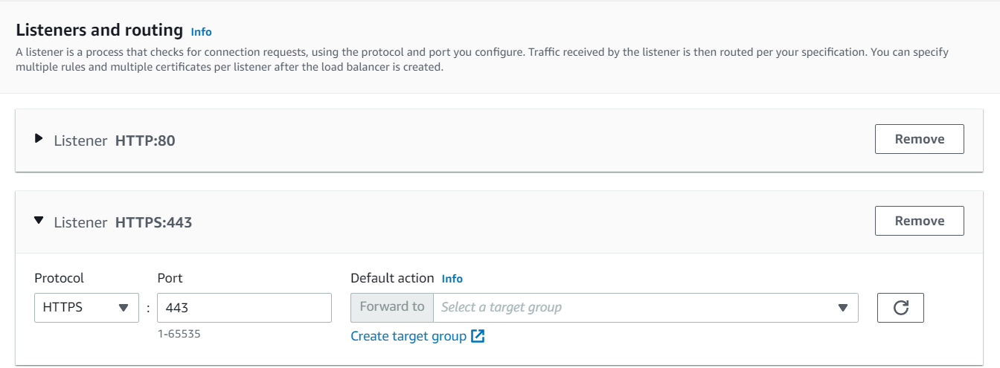 Listeners and routing Info
A listener is a process that checks for connection requests, using the protocol and port you configure. Traffic received by the listener is then routed per your specification. You can specify
multiple rules and multiple certificates per listener after the load balancer is created.
Listener HTTP:80 Remove
Listener HTTPS:443 Remove
Protocol Port Default action Info
HTTPS : 443 Forward to Select a target group
1-65535 Create target group